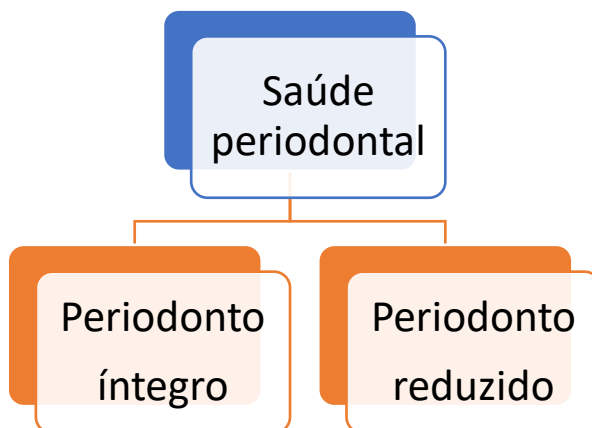 Saúde
periodontal
Periodonto
íntegro
Periodonto
reduzido